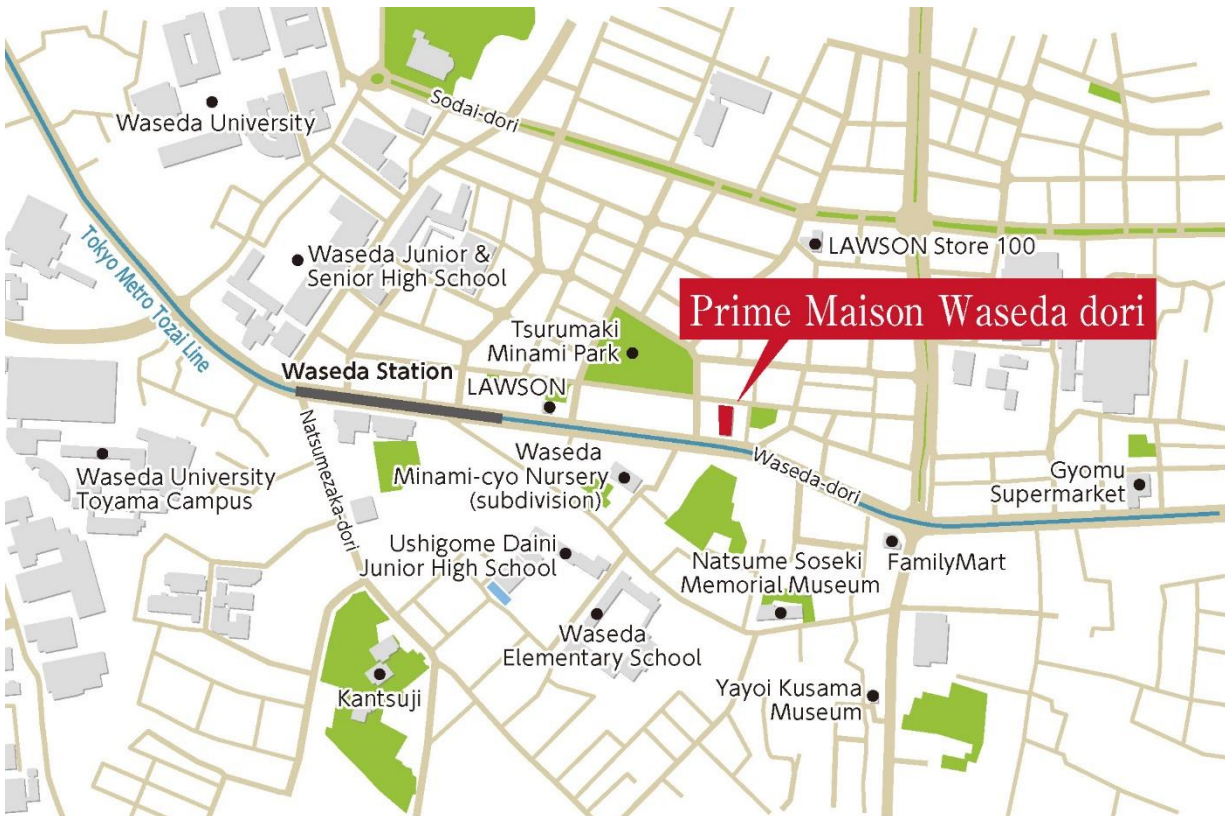 Sodai-dori
Waseda University
Tokyo Metro Tozai Line
Waseda Junior &
Senior High School
LAWSON Store 100
Prime Maison Waseda dori
Tsurumaki
Minami Park
Waseda Station
LAWSON
Natsumezaka-dori
Waseda University
Toyama Campus
Waseda
Minami-cyo Nursery
(subdivision)
Waseda-dori
Gyomu
Supermarket
Ushigome Daini
Junior High School
Natsume Soseki
Memorial Museum
FamilyMart
Waseda
Elementary School
Kantsuji
Yayoi Kusama
Museum